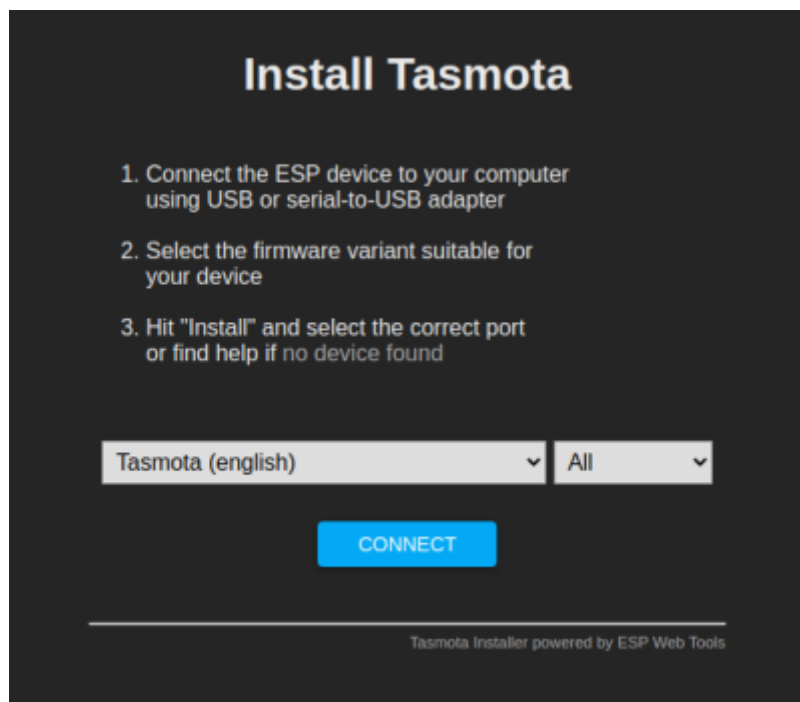 Install Tasmota
1. Connect the ESP device to your computer
using USB or serial-to-USB adapter
2. Select the firmware variant suitable for
your device
3. Hit "Install" and select the correct port
or find help if no device found
Tasmota (english) All
CONNECT
Tasmota Installer powered by ESP Web Tools